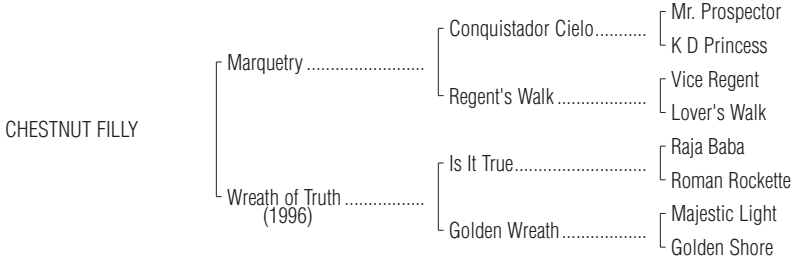 Mr. Prospector
Conquistador Cielo...........
K D Princess
Marquetry ........................
Vice Regent
Regent's Walk ...................
Lover's Walk
CHESTNUT FILLY
Raja Baba
Is It True............................
Roman Rockette
Wreath of Truth ................
(1996)
Majestic Light
Golden Wreath..................
Golden Shore